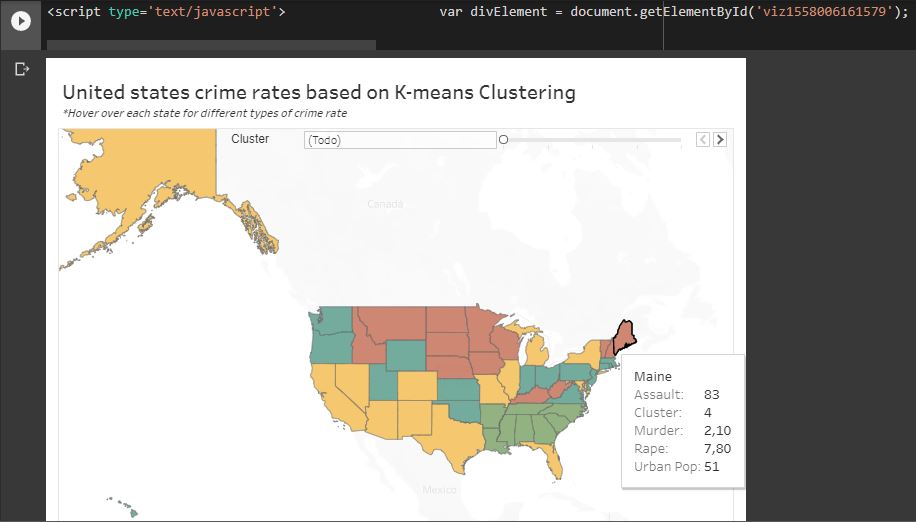 <script type='text/javascript'> var divElement = document.getElementById('viz1558006161579');
United states crime rates based on K-means Clustering
*Hover over each state for different types of crime rate
Cluster (Todo)
Canada
Maine
Assault: 83
Cluster: 4
Murder: 2,10
Rape: 7,80
Urban Pop: 51
Mexico